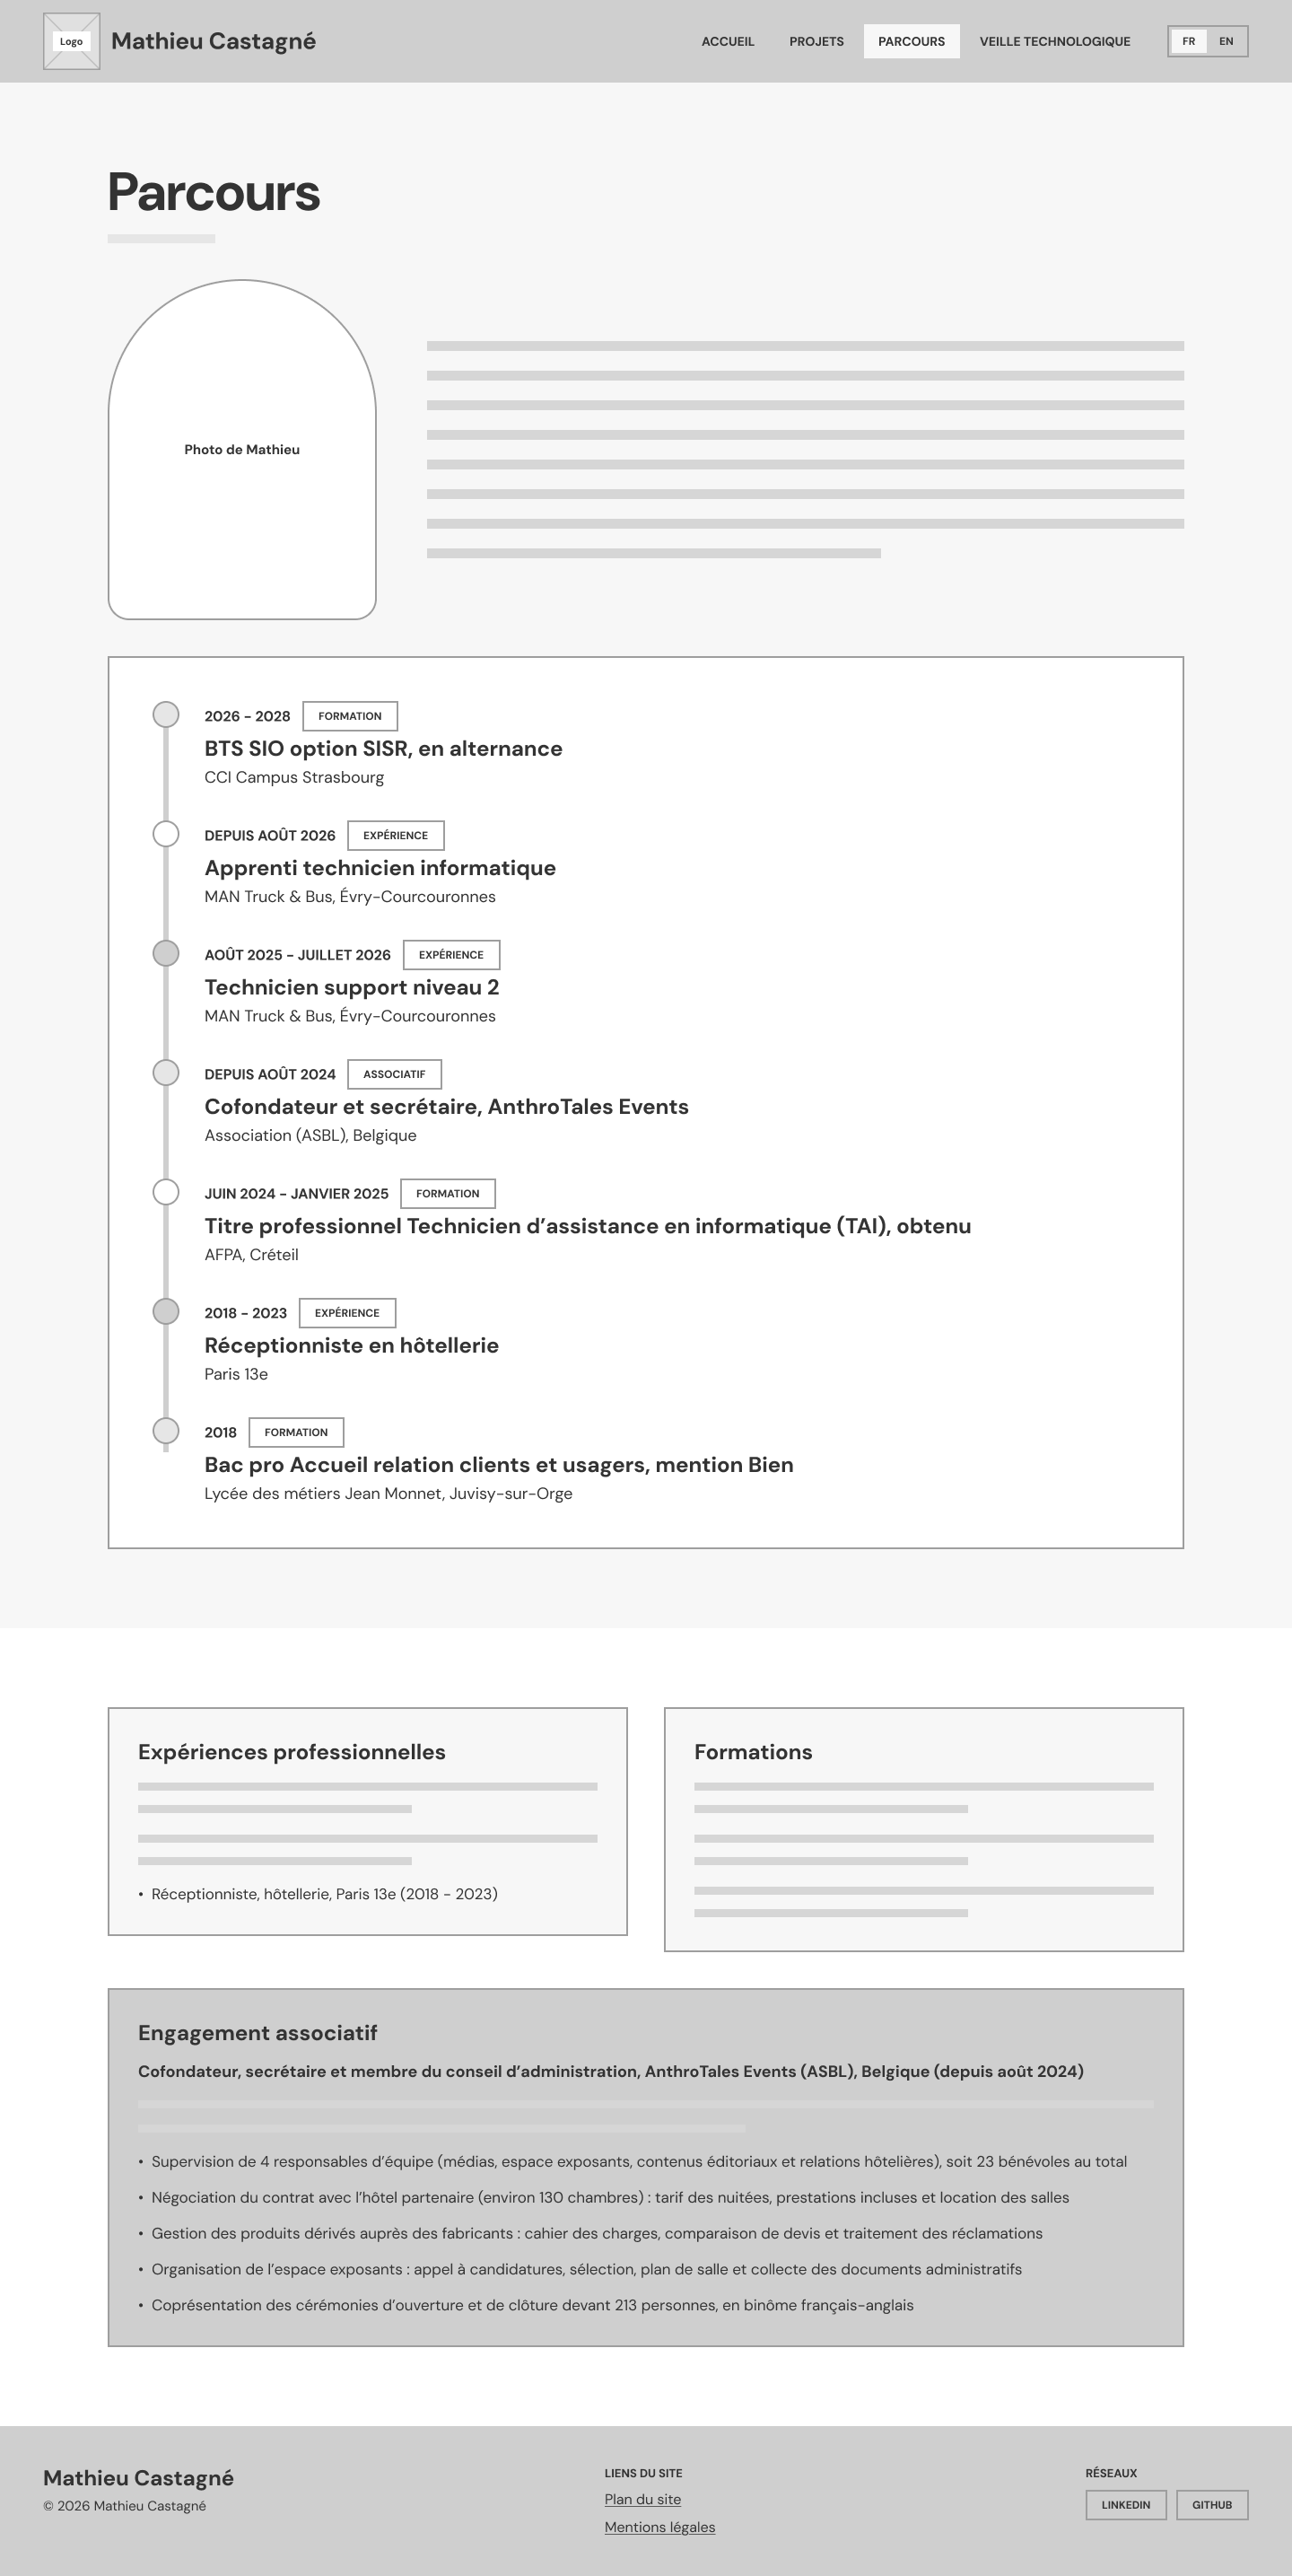 Logo
Mathieu Castagné
ACCUEIL
PROJETS
PARCOURS
VEILLE TECHNOLOGIQUE
FR
EN
Parcours
Photo de Mathieu
2026 - 2028
FORMATION
BTS SIO option SISR, en alternance
CCI Campus Strasbourg
DEPUIS AOÛT 2026
EXPÉRIENCE
Apprenti technicien informatique
MAN Truck & Bus, Évry-Courcouronnes
AOÛT 2025 - JUILLET 2026
EXPÉRIENCE
Technicien support niveau 2
MAN Truck & Bus, Évry-Courcouronnes
DEPUIS AOÛT 2024
ASSOCIATIF
Cofondateur et secrétaire, AnthroTales Events
Association (ASBL), Belgique
JUIN 2024 - JANVIER 2025
FORMATION
Titre professionnel Technicien d’assistance en informatique (TAI), obtenu
AFPA, Créteil
2018 - 2023
EXPÉRIENCE
Réceptionniste en hôtellerie
Paris 13e
2018
FORMATION
Bac pro Accueil relation clients et usagers, mention Bien
Lycée des métiers Jean Monnet, Juvisy-sur-Orge
Expériences professionnelles
• Réceptionniste, hôtellerie, Paris 13e (2018 - 2023)
Formations
Engagement associatif
Cofondateur, secrétaire et membre du conseil d’administration, AnthroTales Events (ASBL), Belgique (depuis août 2024)
• Supervision de 4 responsables d’équipe (médias, espace exposants, contenus éditoriaux et relations hôtelières), soit 23 bénévoles au total
• Négociation du contrat avec l’hôtel partenaire (environ 130 chambres) : tarif des nuitées, prestations incluses et location des salles
• Gestion des produits dérivés auprès des fabricants : cahier des charges, comparaison de devis et traitement des réclamations
• Organisation de l’espace exposants : appel à candidatures, sélection, plan de salle et collecte des documents administratifs
• Coprésentation des cérémonies d’ouverture et de clôture devant 213 personnes, en binôme français-anglais
Mathieu Castagné
© 2026 Mathieu Castagné
LIENS DU SITE
Plan du site
Mentions légales
RÉSEAUX
LINKEDIN
GITHUB